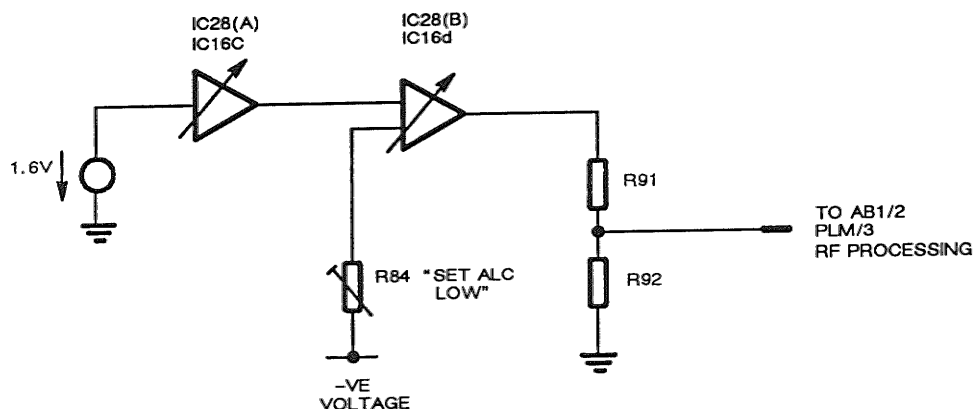 IC28(A)
IC16C
IC28(B)
IC16d
1.6V
R91
TO AB1/2
PLM/3
RF PROCESSING
R84 "SET ALC
LOW"
R92
-VE
VOLTAGE